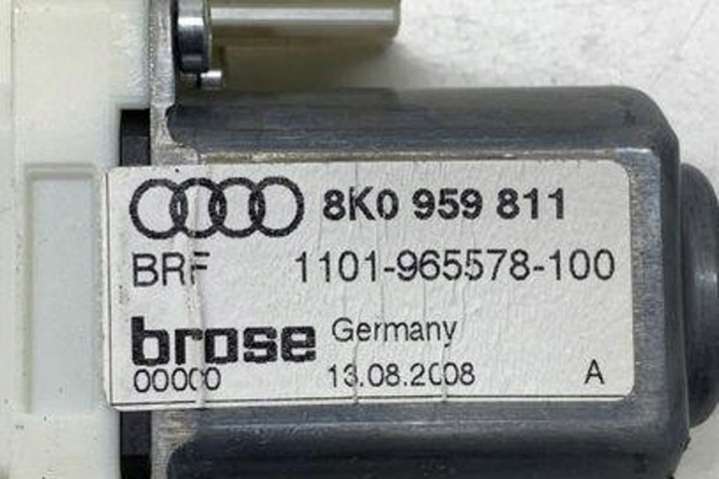 8K0 959 811
BRF 1101-965578-100
brose Germany
00000 13.08.2008 A